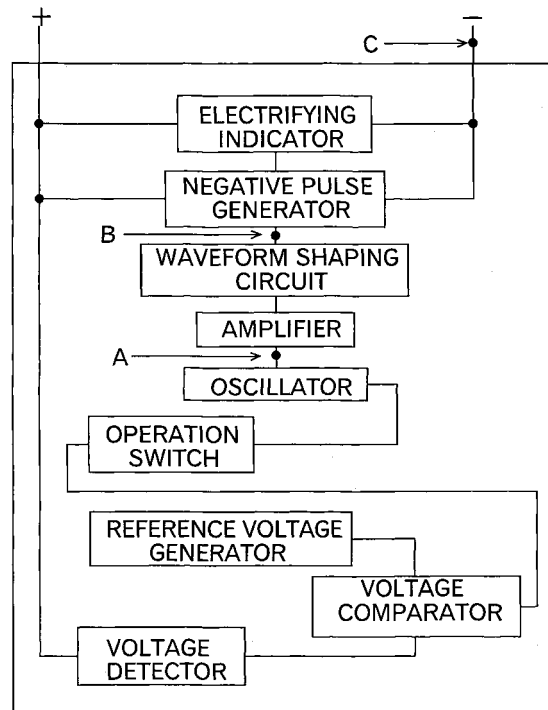 + −
C
ELECTRIFYING
INDICATOR
NEGATIVE PULSE
GENERATOR
B
WAVEFORM SHAPING
CIRCUIT
AMPLIFIER
A
OSCILLATOR
OPERATION
SWITCH
REFERENCE VOLTAGE
GENERATOR
VOLTAGE
COMPARATOR
VOLTAGE
DETECTOR